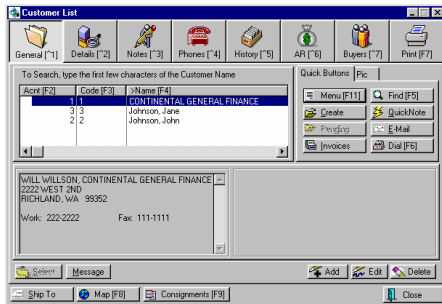 Customer List
General [^1] Details [^2] Notes [^3] Phones [^4] History [^5] AR [^6] Buyers [^7] Print [F7]
To Search, type the first few characters of the Customer Name
Acnt [F2] Code [F3] >Name [F4]
1 1 CONTINENTAL GENERAL FINANCE
3 3 Johnson, Jane
2 2 Johnson, John
Quick Buttons Pic
Menu [F11] Find [F5]
Create QuickNote
Pending E-Mail
Invoices Dial [F6]
WILL WILLSON, CONTINENTAL GENERAL FINANCE
2222 WEST 2ND
RICHLAND, WA 99352
Work: 222-2222 Fax: 111-1111
Select Message Add Edit Delete
Ship To Map [F8] Consignments [F9] Close